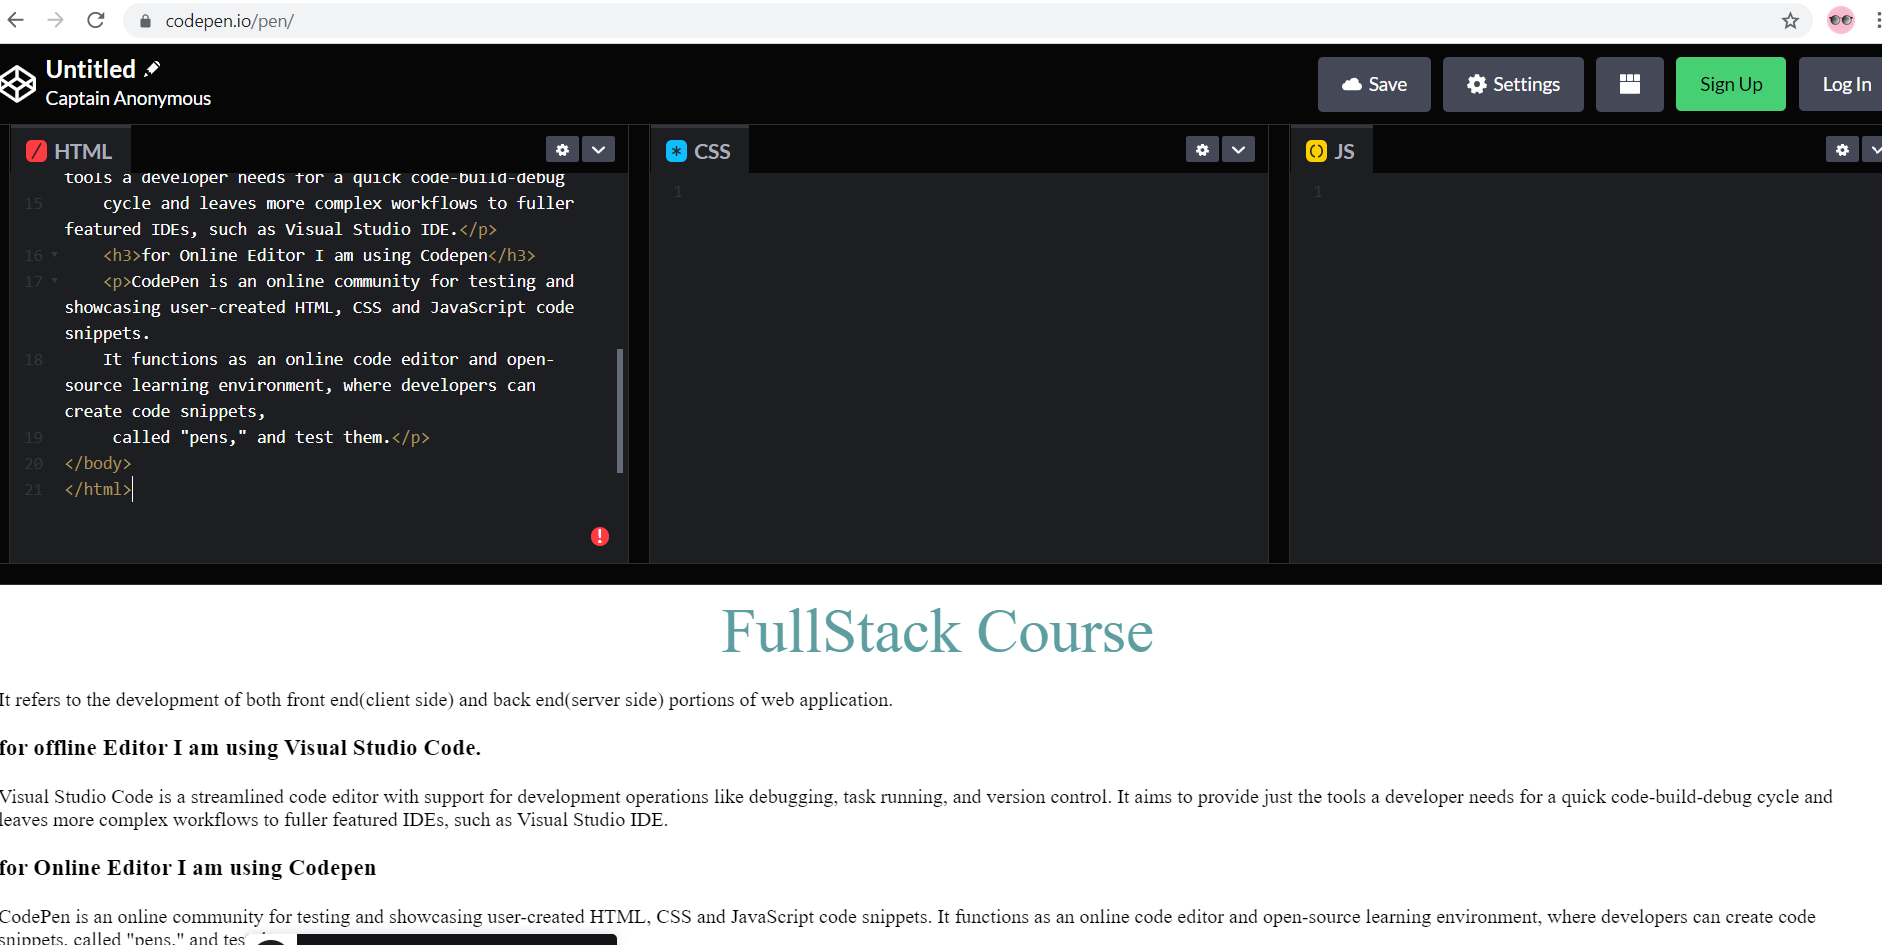 codepen.io/pen/
Untitled
Captain Anonymous
Save
Settings
Sign Up
Log In
HTML
CSS
JS
tools a developer needs for a quick code-build-debug
15 cycle and leaves more complex workflows to fuller
featured IDEs, such as Visual Studio IDE.</p>
16 <h3>for Online Editor I am using Codepen</h3>
17 <p>CodePen is an online community for testing and
showcasing user-created HTML, CSS and JavaScript code
snippets.
18 It functions as an online code editor and open-
source learning environment, where developers can
create code snippets,
19 called "pens," and test them.</p>
20 </body>
21 </html>
1
1
FullStack Course
It refers to the development of both front end(client side) and back end(server side) portions of web application.
for offline Editor I am using Visual Studio Code.
Visual Studio Code is a streamlined code editor with support for development operations like debugging, task running, and version control. It aims to provide just the tools a developer needs for a quick code-build-debug cycle and
leaves more complex workflows to fuller featured IDEs, such as Visual Studio IDE.
for Online Editor I am using Codepen
CodePen is an online community for testing and showcasing user-created HTML, CSS and JavaScript code snippets. It functions as an online code editor and open-source learning environment, where developers can create code
snippets, called "pens," and